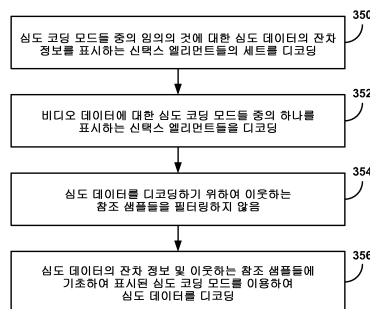 350
심도 코딩 모드들 중의 임의의 것에 대한 심도 데이터의 잔차
정보를 표시하는 신택스 엘리먼트들의 세트를 디코딩
352
비디오 데이터에 대한 심도 코딩 모드들 중의 하나를
표시하는 신택스 엘리먼트들을 디코딩
354
심도 데이터를 디코딩하기 위하여 이웃하는
참조 샘플들을 필터링하지 않음
356
심도 데이터의 잔차 정보 및 이웃하는 참조 샘플들에
기초하여 표시된 심도 코딩 모드를 이용하여
심도 데이터를 디코딩